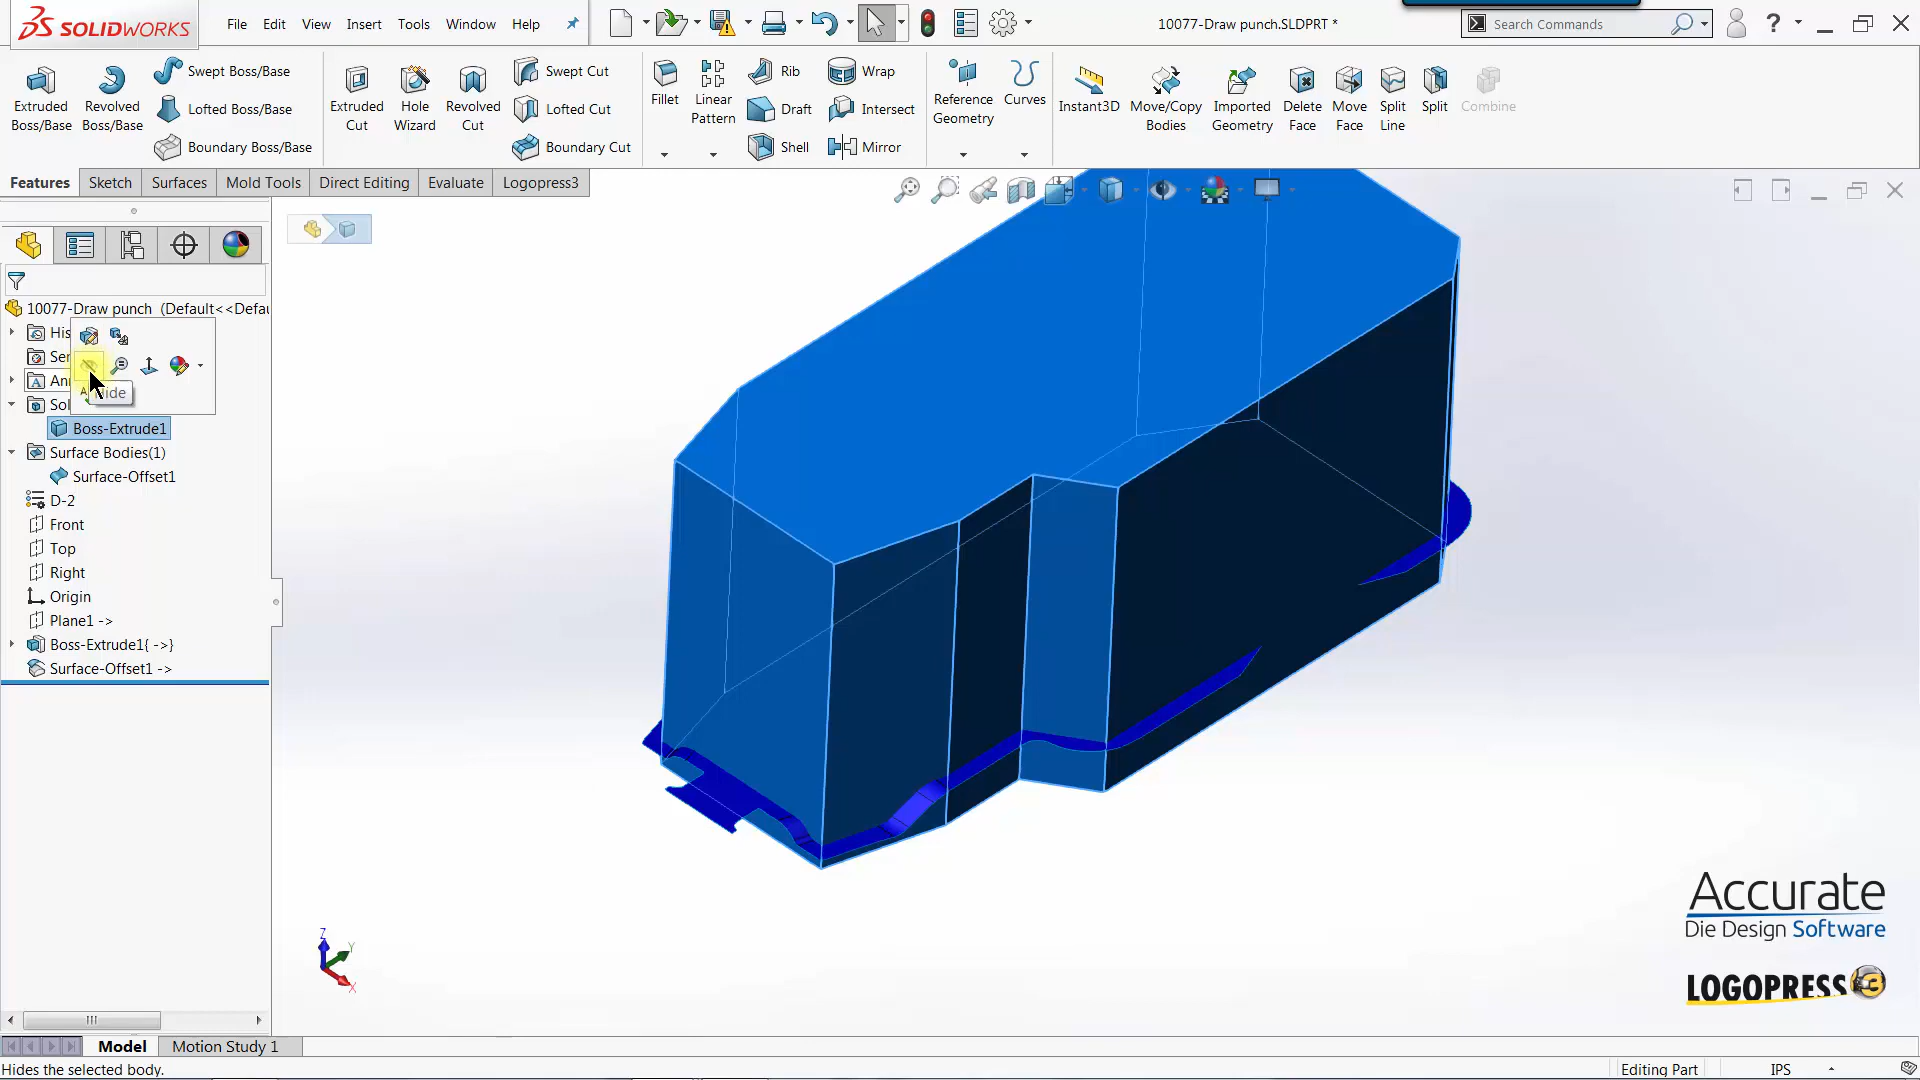 SOLIDWORKS
File Edit View Insert Tools Window Help
10077-Draw punch.SLDPRT *
Search Commands
?
Extruded Boss/Base
Revolved Boss/Base
Swept Boss/Base
Lofted Boss/Base
Boundary Boss/Base
Extruded Cut
Hole Wizard
Revolved Cut
Swept Cut
Lofted Cut
Boundary Cut
Fillet
Linear Pattern
Rib
Draft
Shell
Wrap
Intersect
Mirror
Reference Geometry
Curves
Instant3D
Move/Copy Bodies
Imported Geometry
Delete Face
Move Face
Split Line
Split
Combine
Features Sketch Surfaces Mold Tools Direct Editing Evaluate Logopress3
10077-Draw punch (Default<<Defau
His
Ser
Ann
Sol
Boss-Extrude1
Surface Bodies(1)
Surface-Offset1
D-2
Front
Top
Right
Origin
Plane1 ->
Boss-Extrude1{ ->}
Surface-Offset1 ->
Z
Y
X
Accurate
Die Design Software
LOGOPRESS 3
Model Motion Study 1
Hides the selected body.
Editing Part
IPS